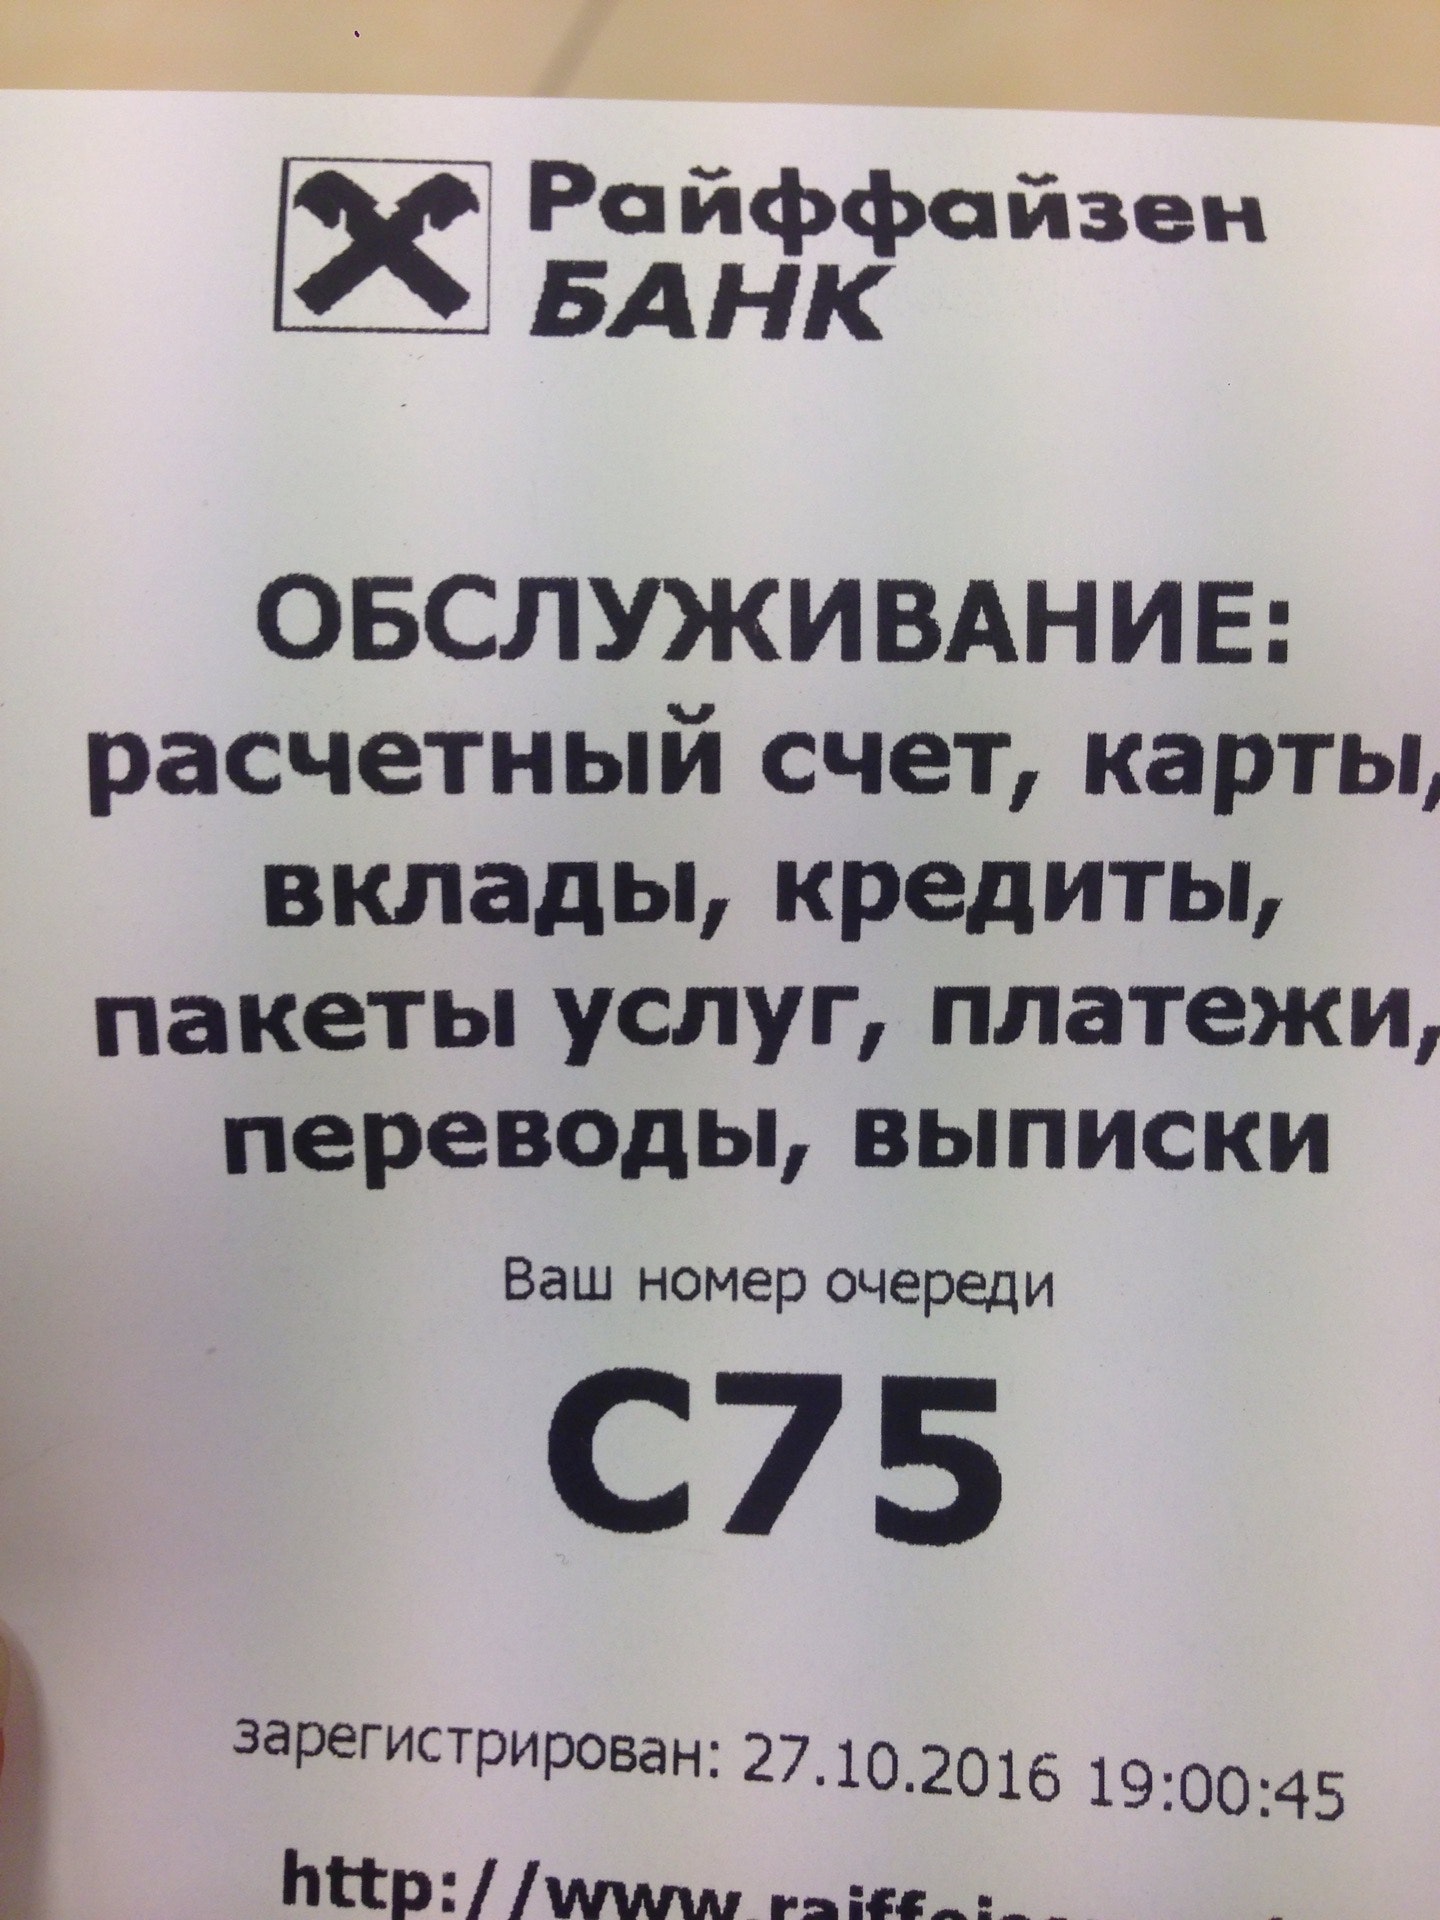 Райффайзен
БАНК
ОБСЛУЖИВАНИЕ:
расчетный счет, карты,
вклады, кредиты,
пакеты услуг, платежи,
переводы, выписки
Ваш номер очереди
C75
зарегистрирован: 27.10.2016 19:00:45